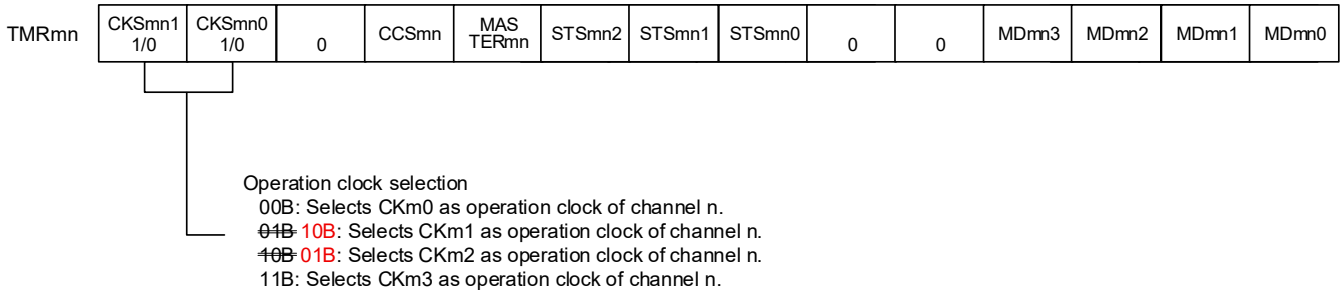 TMRmn CKSmn1 1/0 CKSmn0 1/0 0 CCSmn MAS TERmn STSmn2 STSmn1 STSmn0 0 0 MDmn3 MDmn2 MDmn1 MDmn0
Operation clock selection
00B: Selects CKm0 as operation clock of channel n.
01B 10B: Selects CKm1 as operation clock of channel n.
10B 01B: Selects CKm2 as operation clock of channel n.
11B: Selects CKm3 as operation clock of channel n.